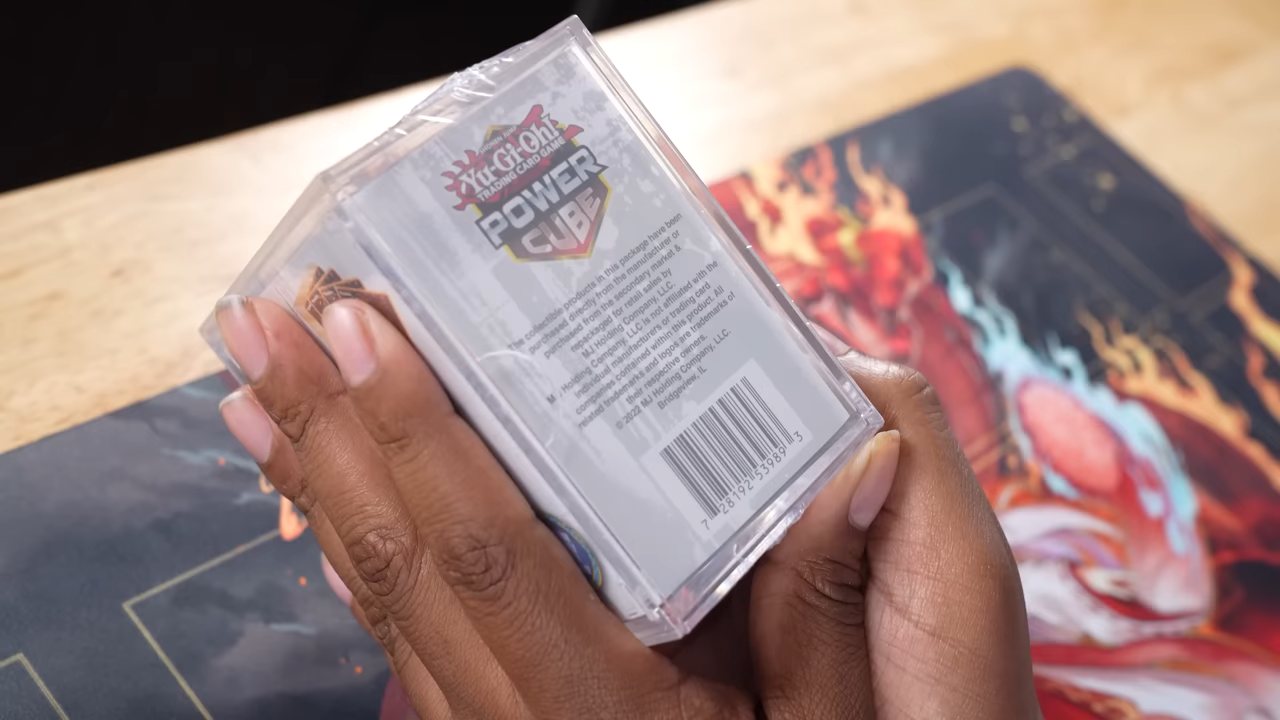 Yu-Gi-Oh!
TRADING CARD GAME
POWER
CUBE
The collectible products in this package have been
purchased directly from the manufacturer or
purchased from the secondary market &
repackaged for retail sales by
MJ Holding Company, LLC.
M Holding Company, LLC is not affiliated with the
individual manufacturers or trading card
companies contained within this product. All
related trademarks and logos are trademarks of
their respective owners.
©2022 MJ Holding Company, LLC.
Bridgeview, IL
7 28192 53989 3